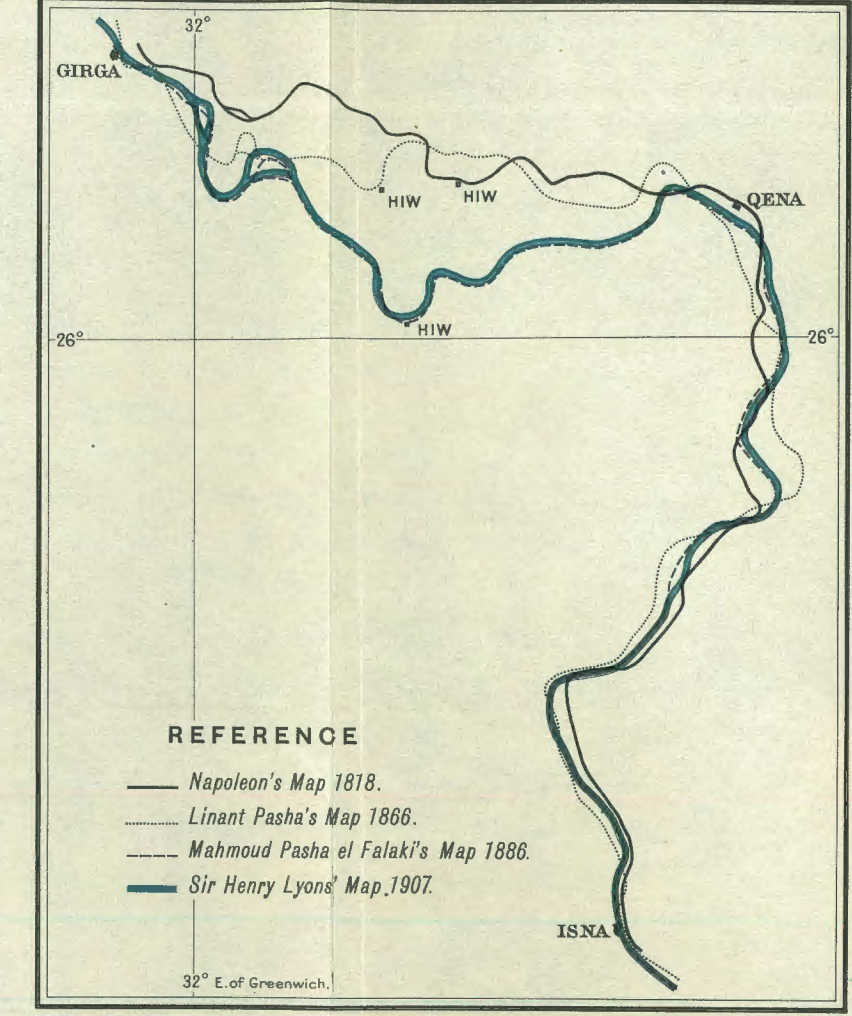 32°
GIRGA
HIW
HIW
QENA
HIW
26°
26°
REFERENCE
Napoleon's Map 1818.
Linant Pasha's Map 1866.
Mahmoud Pasha el Falaki's Map 1886.
Sir Henry Lyons' Map.1907.
ISNA
32° E. of Greenwich.